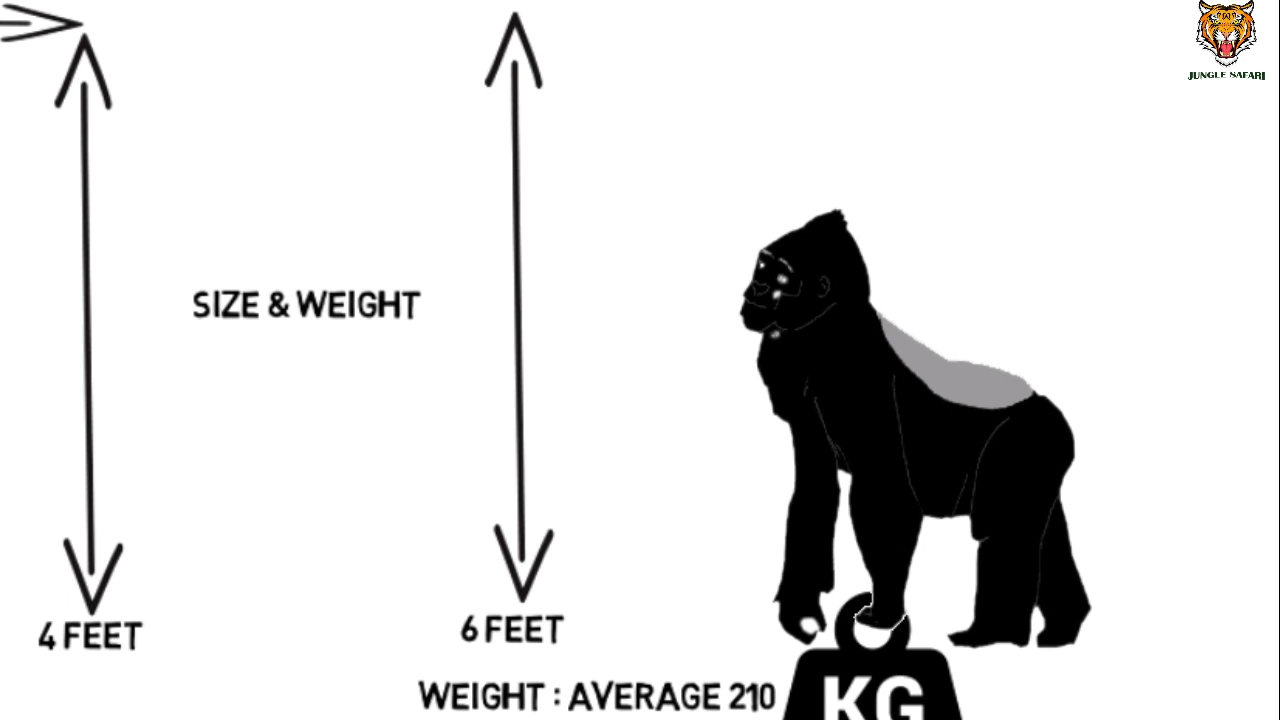 JUNGLE SAFARI
SIZE & WEIGHT
4 FEET
6 FEET
WEIGHT : AVERAGE 210
KG